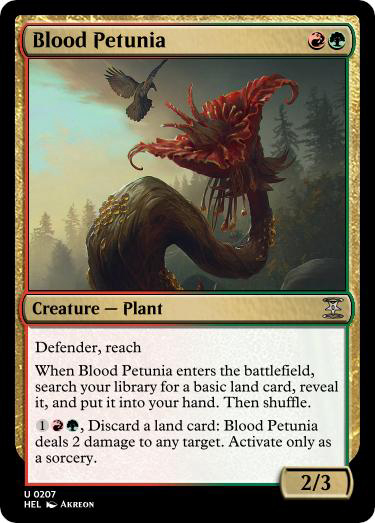 Blood Petunia
Creature — Plant
Defender, reach
When Blood Petunia enters the battlefield,
search your library for a basic land card, reveal
it, and put it into your hand. Then shuffle.
1, Discard a land card: Blood Petunia
deals 2 damage to any target. Activate only as
a sorcery.
2/3
U 0207
HEL Akreon